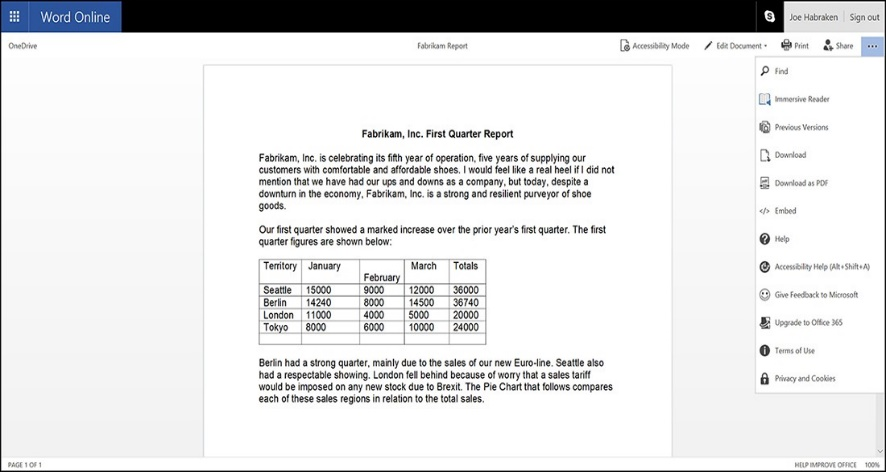 Word Online
Joe Habraken Sign out
OneDrive
Fabrikam Report
Accessibility Mode Edit Document Print Share ...
Find
Immersive Reader
Previous Versions
Download
Download as PDF
Embed
Help
Accessibility Help (Alt+Shift+A)
Give Feedback to Microsoft
Upgrade to Office 365
Terms of Use
Privacy and Cookies
Fabrikam, Inc. First Quarter Report
Fabrikam, Inc. is celebrating its fifth year of operation, five years of supplying our
customers with comfortable and affordable shoes. I would feel like a real heel if I did not
mention that we have had our ups and downs as a company, but today, despite a
downturn in the economy, Fabrikam, Inc. is a strong and resilient purveyor of shoe
goods.
Our first quarter showed a marked increase over the prior year's first quarter. The first
quarter figures are shown below:
Territory January February March Totals
Seattle 15000 9000 12000 36000
Berlin 14240 8000 14500 36740
London 11000 4000 5000 20000
Tokyo 8000 6000 10000 24000
Berlin had a strong quarter, mainly due to the sales of our new Euro-line. Seattle also
had a respectable showing. London fell behind because of worry that a sales tariff
would be imposed on any new stock due to Brexit. The Pie Chart that follows compares
each of these sales regions in relation to the total sales.
PAGE 1 OF 1
HELP IMPROVE OFFICE 100%